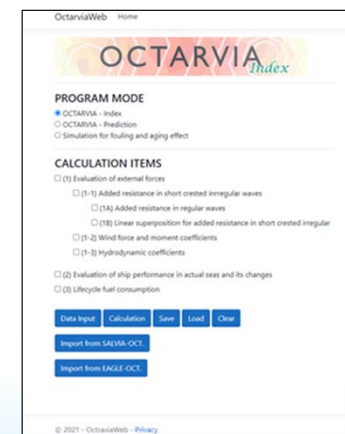 OctarviaWeb Home
OCTARVIA
Index
PROGRAM MODE
OCTARVIA - Index
OCTARVIA - Prediction
Simulation for fouling and aging effect
CALCULATION ITEMS
(1) Evaluation of external forces
(1-1) Added resistance in short crested inrregular waves
(1A) Added resistance in regular waves
(1B) Linear superposition for added resistance in short crested irregular
(1-2) Wind force and moment coefficients
(1-3) Hydrodynamic coefficients
(2) Evaluation of ship performance in actual seas and its changes
(3) Lifecycle fuel consumption
Data Input Calculation Save Load Clear
Import from SALVIA-OCT.
Import from EAGLE-OCT.
© 2021 - OctraviaWeb - Privacy